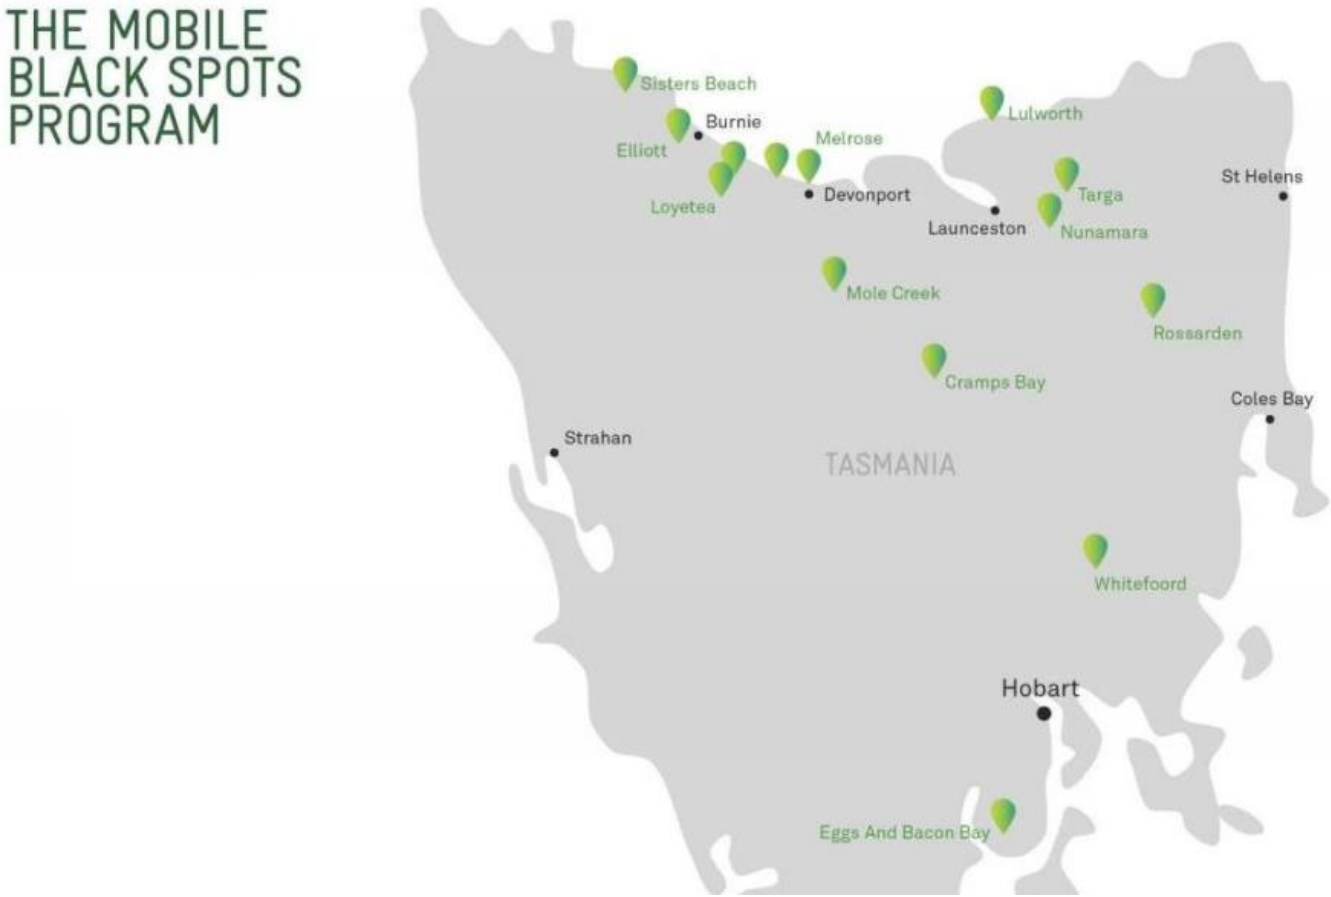 THE MOBILE
BLACK SPOTS
PROGRAM
Sisters Beach
Lulworth
Burnie
Melrose
Elliott
St Helens
Devonport
Targa
Loyetea
Launceston
Nunamara
Mole Creek
Rossarden
Cramps Bay
Coles Bay
Strahan
TASMANIA
Whitefoord
Hobart
Eggs And Bacon Bay